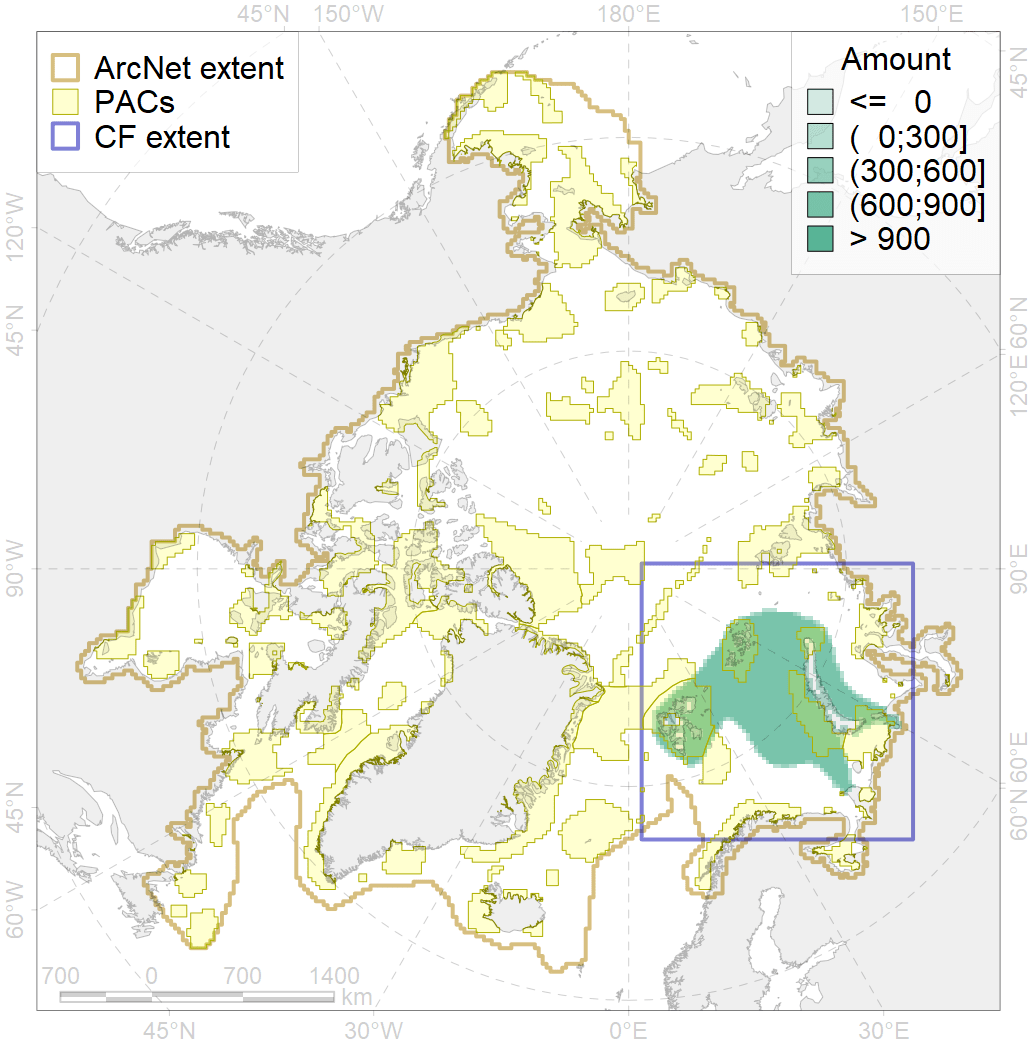 45°N 150°W 180°E 150°E
ArcNet extent
PACs
CF extent
Amount
<= 0
( 0;300]
(300;600]
(600;900]
> 900
45°N
120°W
60°N
45°N
120°E
90°W
90°E
60°E
45°N
60°N
60°W
700 0 700 1400
km
45°N 30°W 0°E 30°E